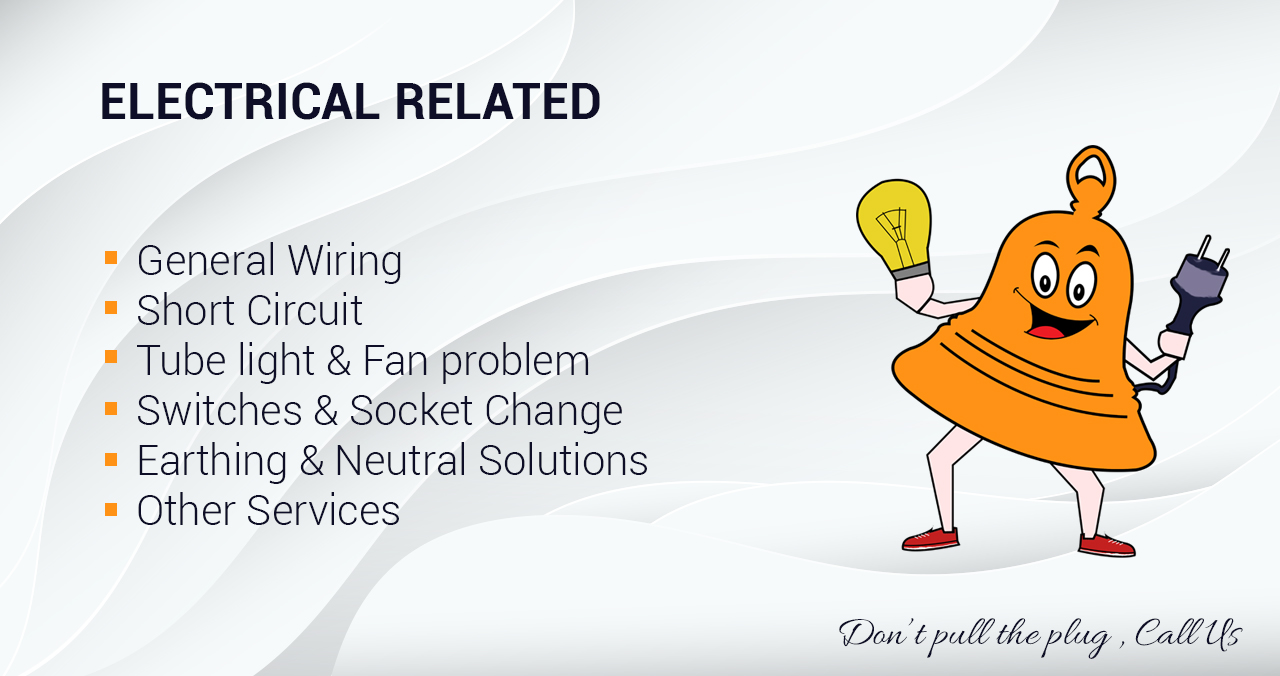 ELECTRICAL RELATED
General Wiring
Short Circuit
Tube light & Fan problem
Switches & Socket Change
Earthing & Neutral Solutions
Other Services
Don't pull the plug , Call Us